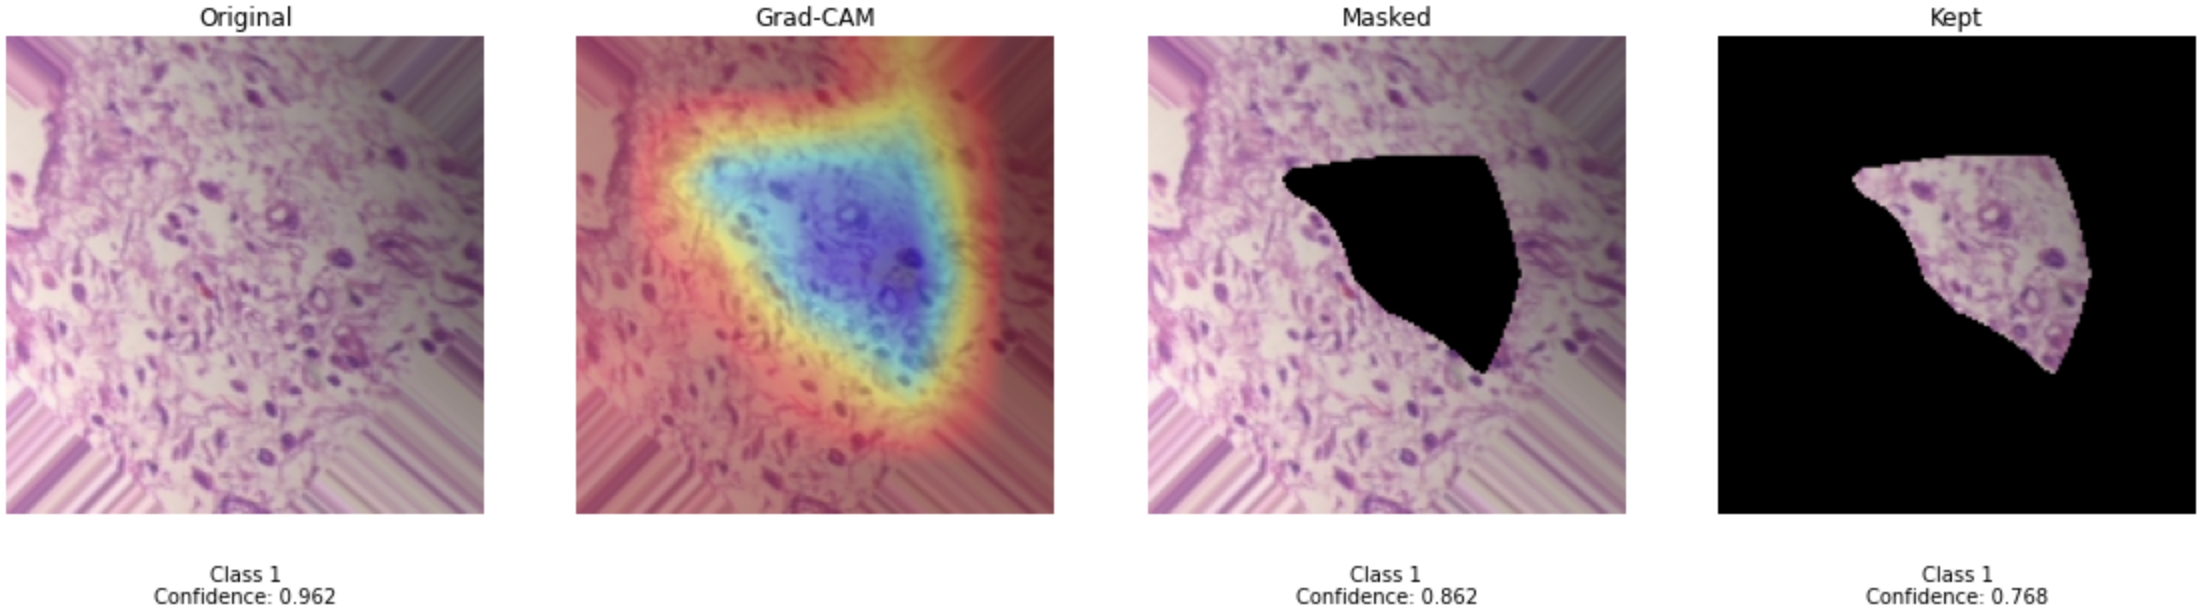 Original
Grad-CAM
Masked
Kept
Class 1
Confidence: 0.962
Class 1
Confidence: 0.862
Class 1
Confidence: 0.768